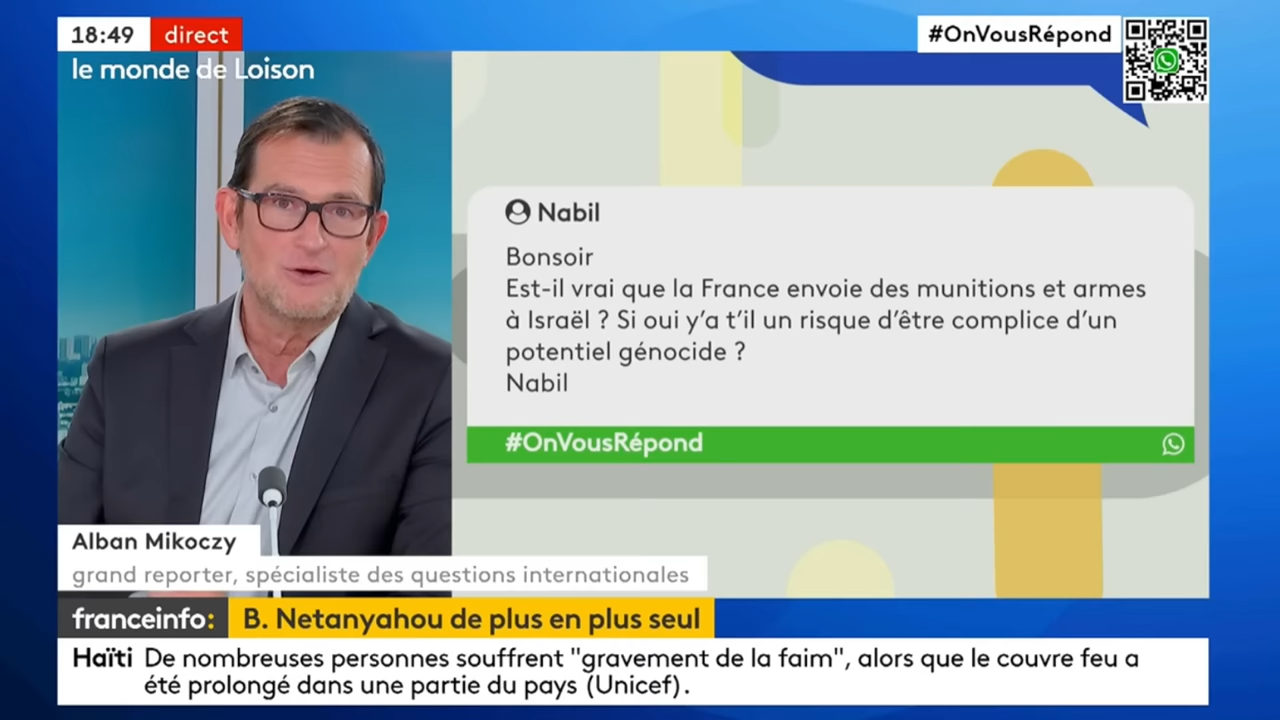 18:49 direct
#OnVousRépond
le monde de Loison
Nabil
Bonsoir
Est-il vrai que la France envoie des munitions et armes
à Israël ? Si oui y'a t'il un risque d'être complice d'un
potentiel génocide ?
Nabil
#OnVousRépond
Alban Mikoczy
grand reporter, spécialiste des questions internationales
franceinfo: B. Netanyahou de plus en plus seul
Haïti De nombreuses personnes souffrent "gravement de la faim", alors que le couvre feu a
été prolongé dans une partie du pays (Unicef).